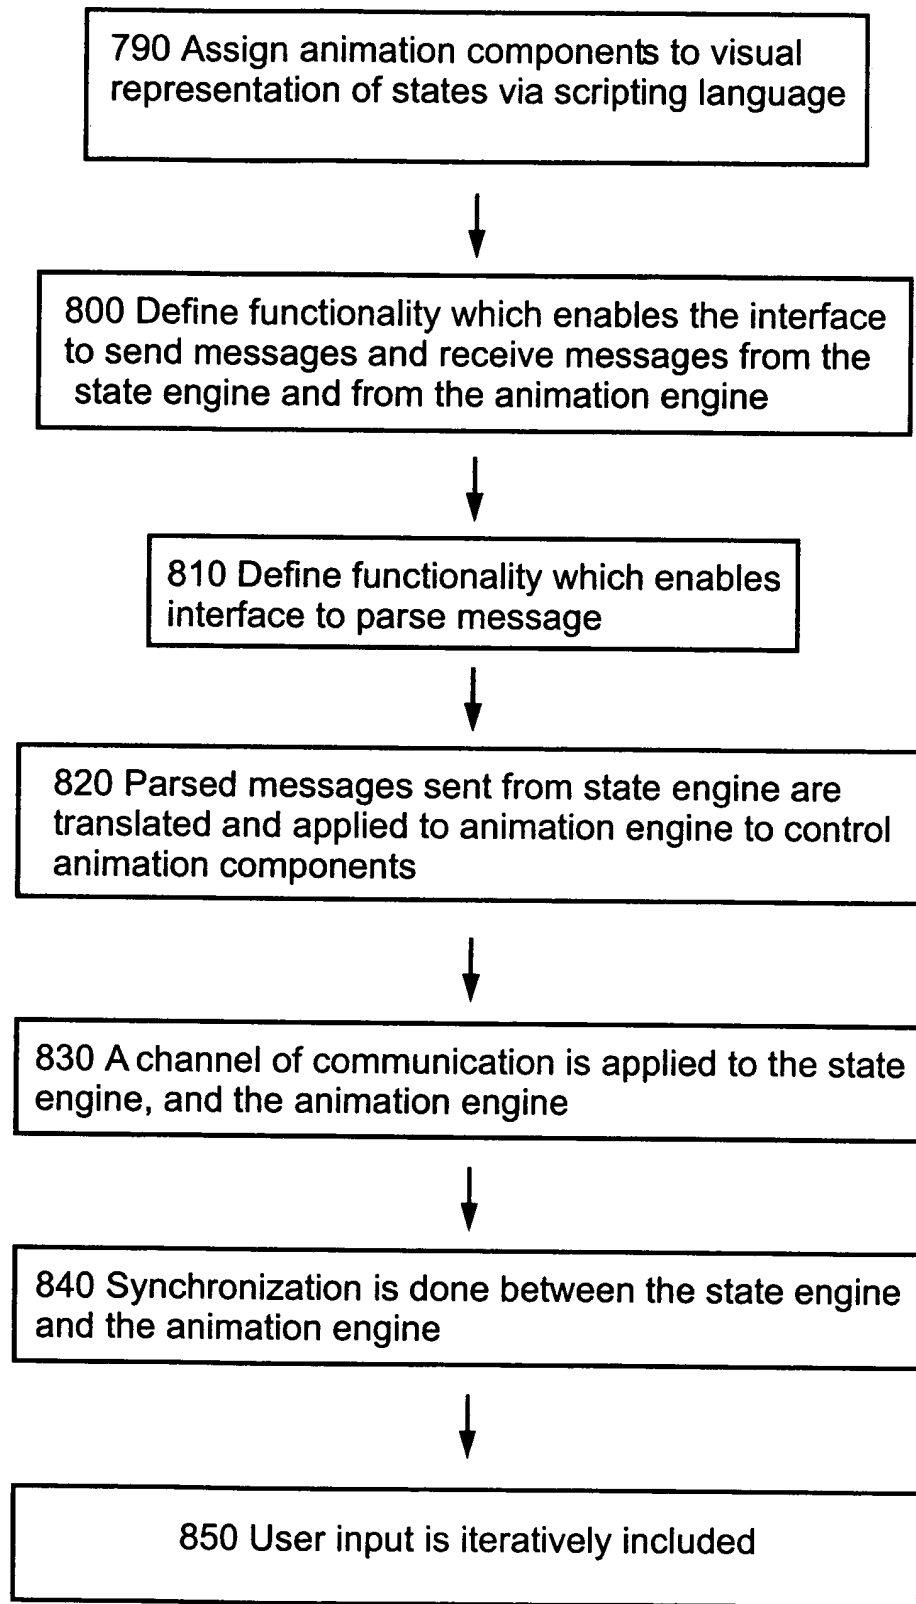 790 Assign animation components to visual
representation of states via scripting language
800 Define functionality which enables the interface
to send messages and receive messages from the
state engine and from the animation engine
810 Define functionality which enables
interface to parse message
820 Parsed messages sent from state engine are
translated and applied to animation engine to control
animation components
830 A channel of communication is applied to the state
engine, and the animation engine
840 Synchronization is done between the state engine
and the animation engine
850 User input is iteratively included